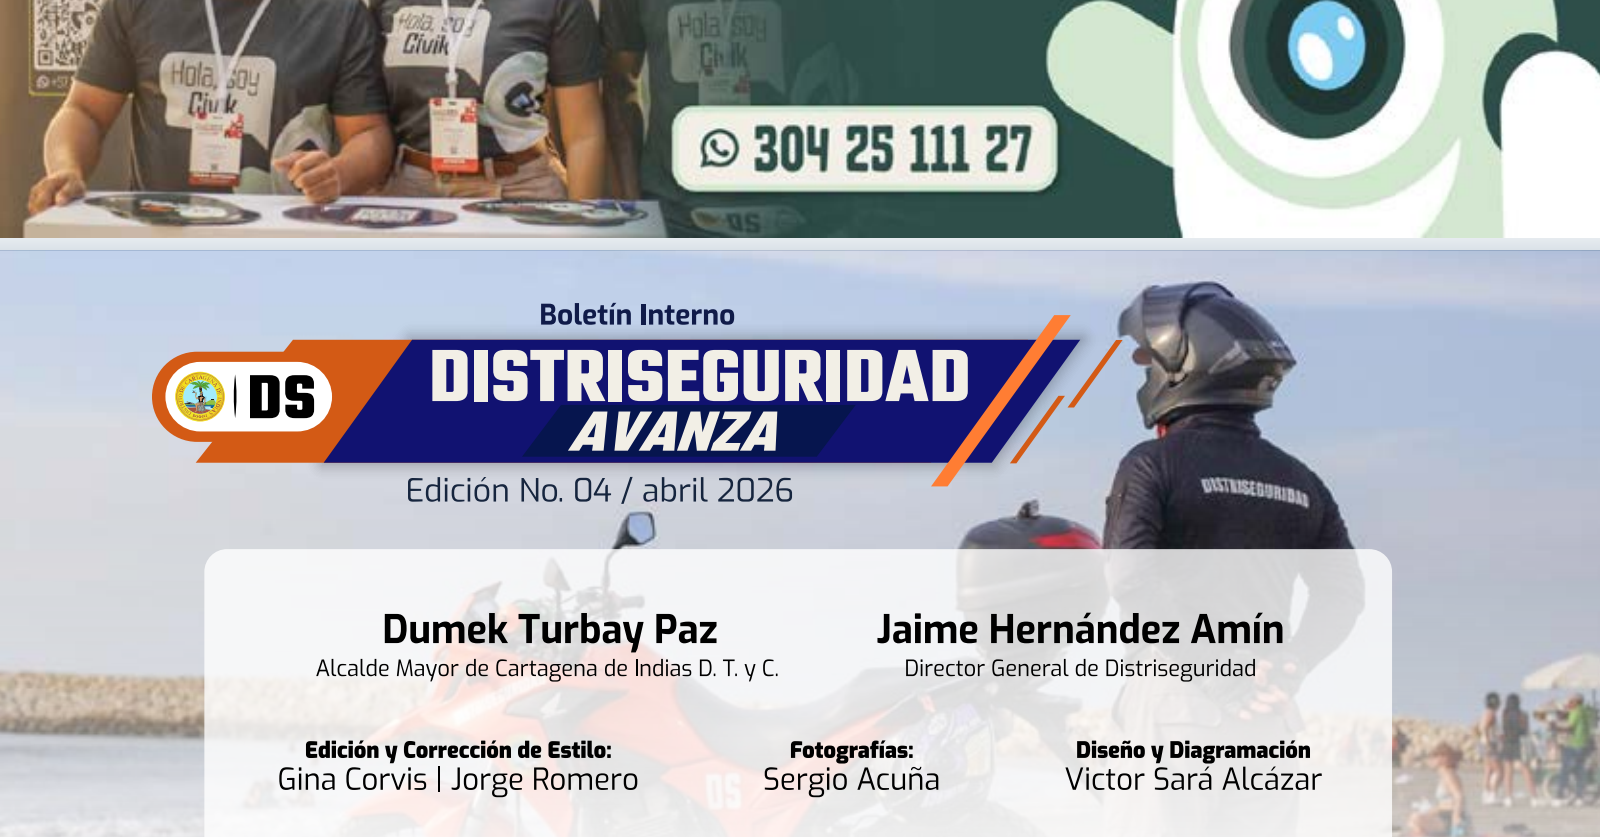 Hola, soy
Civik
Hola, soy
Civik
Hola, soy
Civik
304 25 111 27
DS
Boletín Interno
DS
DISTRISEGURIDAD
AVANZA
Edición No. 04 / abril 2026
DISTRISEGURIDAD
Dumek Turbay Paz
Alcalde Mayor de Cartagena de Indias D. T. y C.
Jaime Hernández Amín
Director General de Distriseguridad
Edición y Corrección de Estilo:
Gina Corvis | Jorge Romero
Fotografías:
Sergio Acuña
Diseño y Diagramación
Victor Sará Alcázar
DS